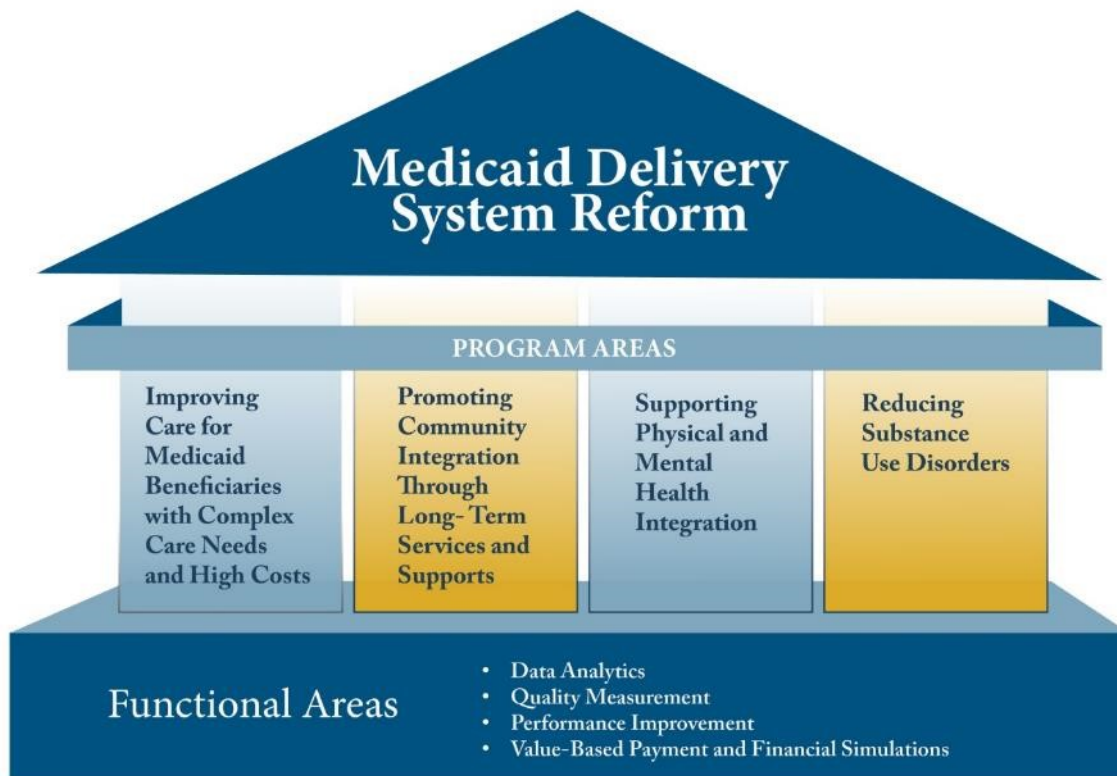 Medicaid Delivery
System Reform
PROGRAM AREAS
Improving
Care for
Medicaid
Beneficiaries
with Complex
Care Needs
and High Costs
Promoting
Community
Integration
Through
Long- Term
Services and
Supports
Supporting
Physical and
Mental
Health
Integration
Reducing
Substance
Use Disorders
Functional Areas
• Data Analytics
• Quality Measurement
• Performance Improvement
• Value-Based Payment and Financial Simulations